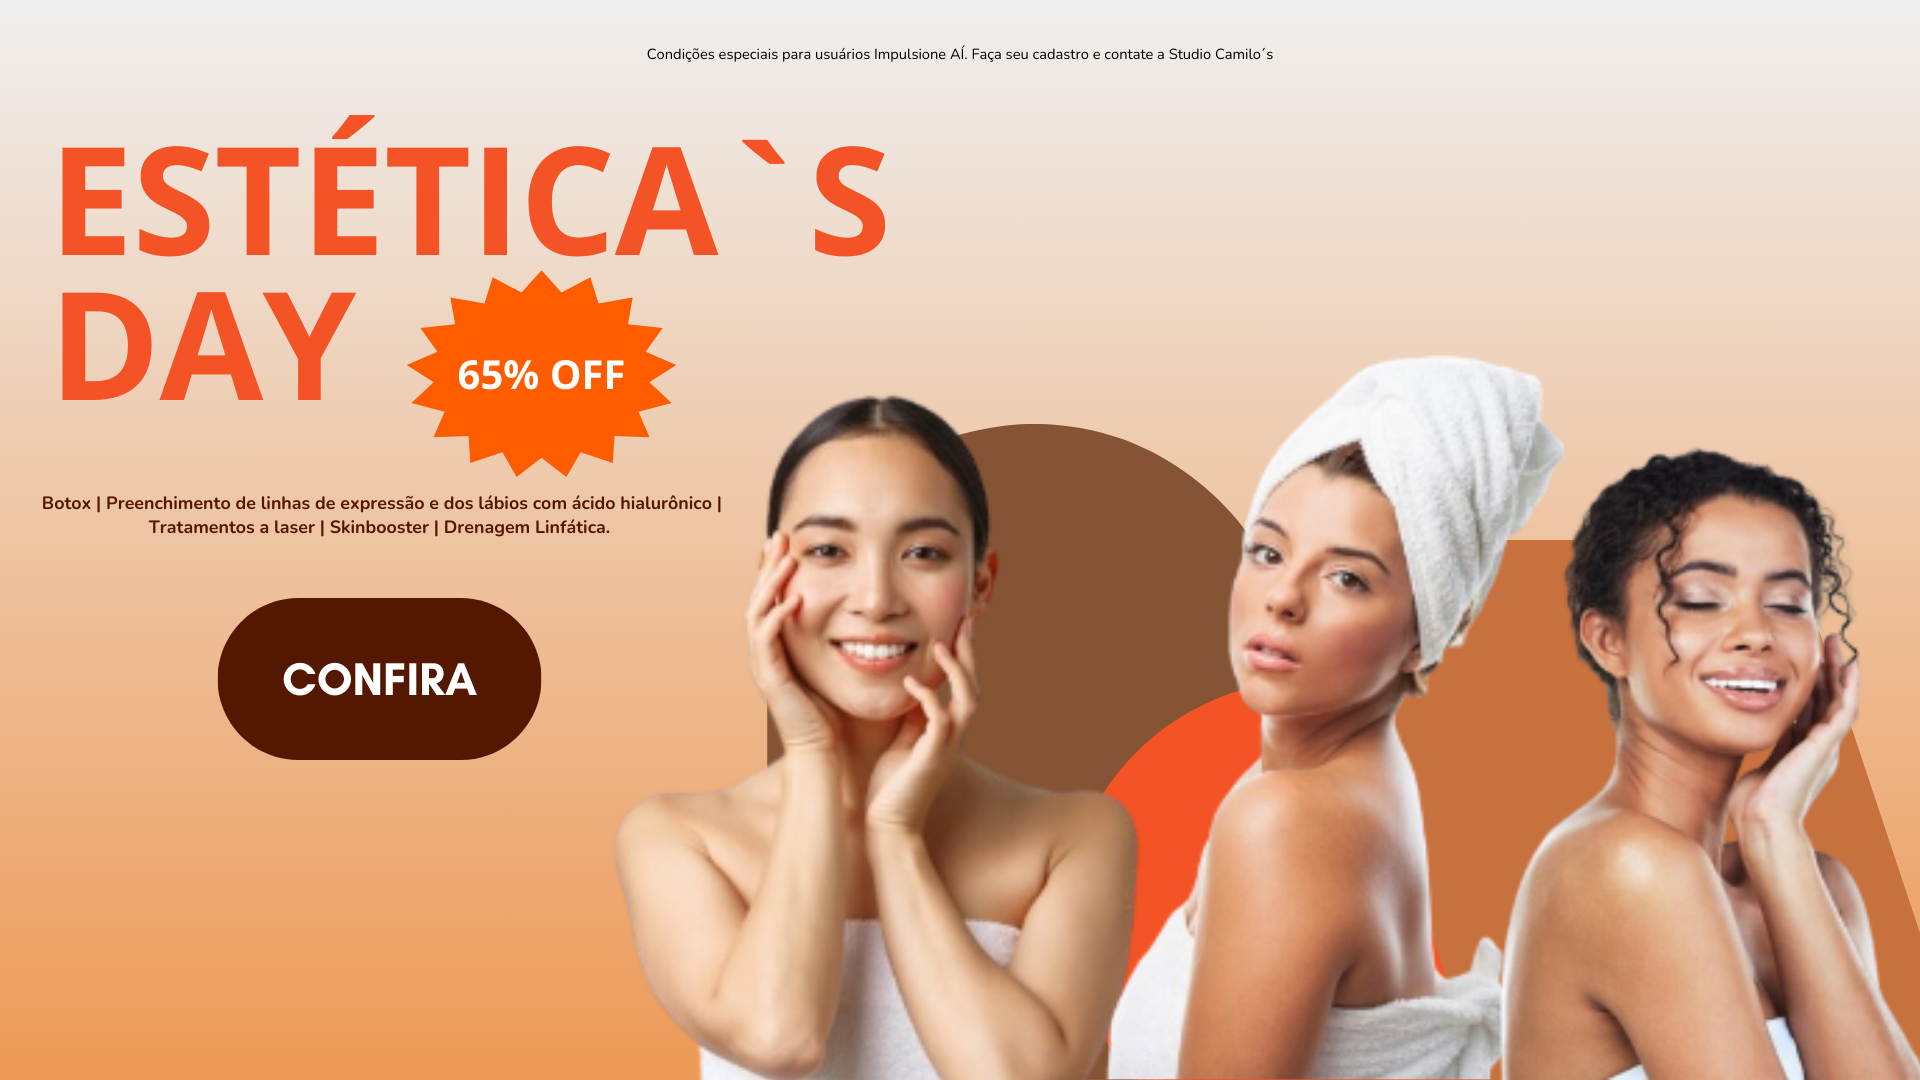 Condições especiais para usuários Impulsione AÍ. Faça seu cadastro e contate a Studio Camilo´s
ESTÉTICA`S
DAY
65% OFF
Botox | Preenchimento de linhas de expressão e dos lábios com ácido hialurônico |
Tratamentos a laser | Skinbooster | Drenagem Linfática.
CONFIRA